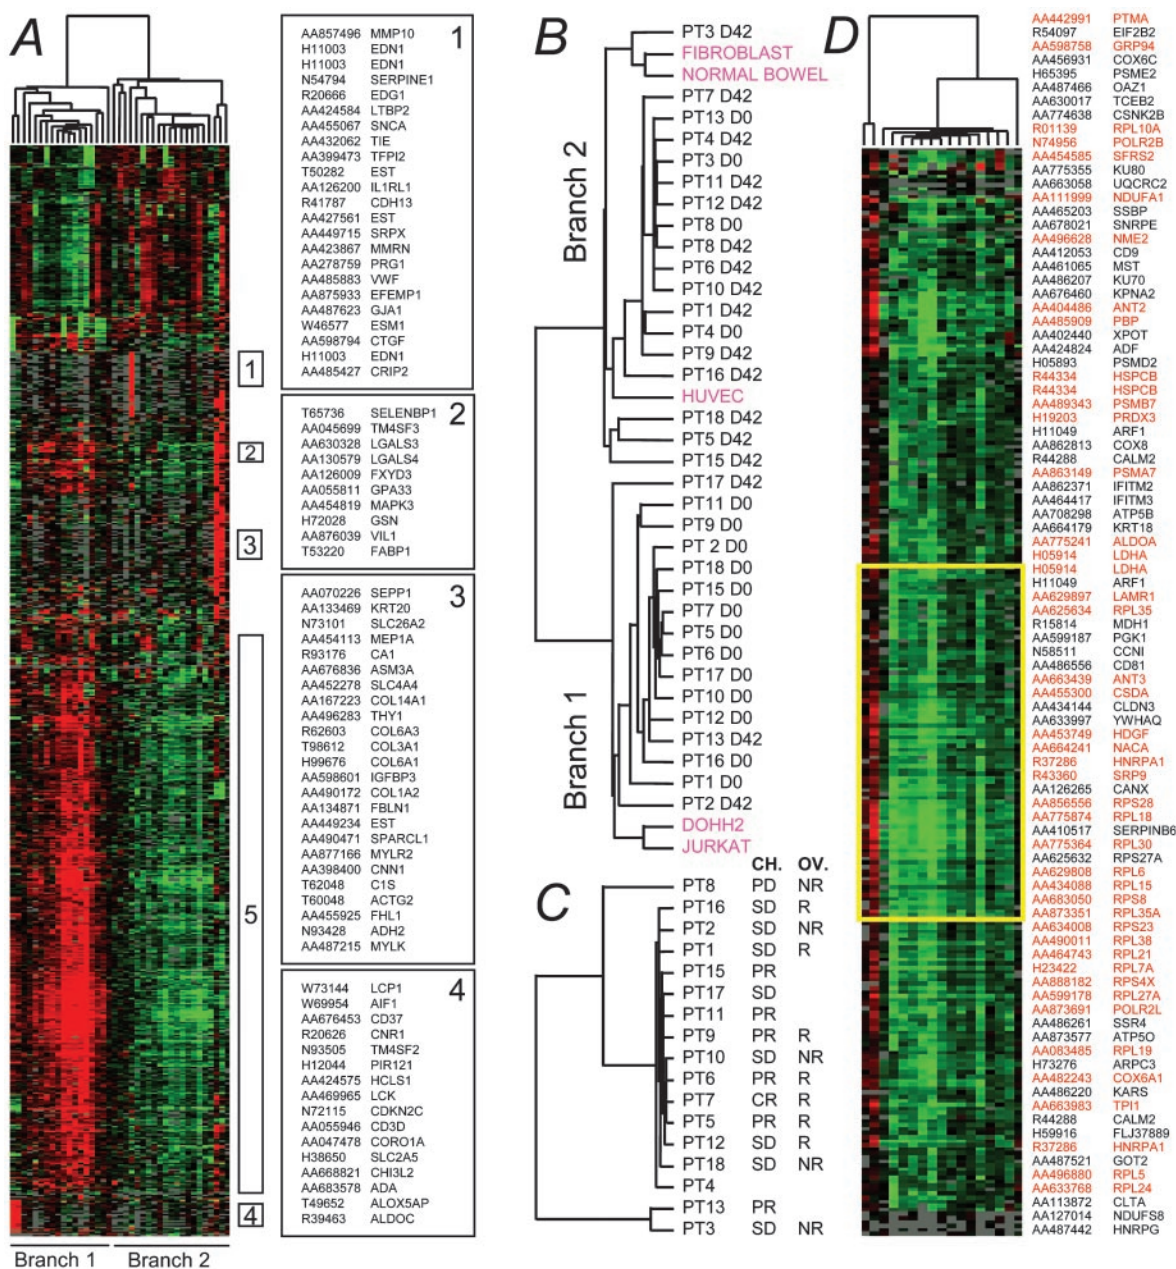 A
1
AA857496 MMP10
H11003 EDN1
H11003 EDN1
N54794 SERPINE1
R20666 EDG1
AA424584 LTBP2
AA455067 SNCA
AA432062 TIE
AA399473 TFPI2
T50282 EST
AA126200 IL1RL1
R41787 CDH13
AA427561 EST
AA449715 SRPX
AA423867 MMRN
AA278759 PRG1
AA485883 VWF
AA875933 EFEMP1
AA487623 GJA1
W46577 ESM1
AA598794 CTGF
H11003 EDN1
AA485427 CRIP2
2
T65736 SELENBP1
AA045699 TM4SF3
AA630328 LGALS3
AA130579 LGALS4
AA126009 FXYD3
AA055811 GPA33
AA454819 MAPK3
H72028 GSN
AA876039 VIL1
T53220 FABP1
3
AA070226 SEPP1
AA133469 KRT20
N73101 SLC26A2
AA454113 MEP1A
R93176 CA1
AA676836 ASM3A
AA452278 SLC4A4
AA167223 COL14A1
AA496283 THY1
R62603 COL6A3
T98612 COL3A1
H99676 COL6A1
AA598601 IGFBP3
AA490172 COL1A2
AA134871 FBLN1
AA449234 EST
AA490471 SPARCL1
AA877166 MYLR2
AA398400 CNN1
T62048 C1S
T60048 ACTG2
AA455925 FHL1
N93428 ADH2
AA487215 MYLK
4
W73144 LCP1
W69954 AIF1
AA676453 CD37
R20626 CNR1
N93505 TM4SF2
H12044 PIR121
AA424575 HCLS1
AA469965 LCK
N72115 CDKN2C
AA055946 CD3D
AA047478 CORO1A
H38650 SLC2A5
AA668821 CHI3L2
AA683578 ADA
T49652 ALOX5AP
R39463 ALDOC
1
2
3
5
4
Branch 1 Branch 2
B
Branch 2
Branch 1
PT3 D42
FIBROBLAST
NORMAL BOWEL
PT7 D42
PT13 D0
PT4 D42
PT3 D0
PT11 D42
PT12 D42
PT8 D0
PT8 D42
PT6 D42
PT10 D42
PT1 D42
PT4 D0
PT9 D42
PT16 D42
HUVEC
PT18 D42
PT5 D42
PT15 D42
PT17 D42
PT11 D0
PT9 D0
PT 2 D0
PT18 D0
PT15 D0
PT7 D0
PT5 D0
PT6 D0
PT17 D0
PT10 D0
PT12 D0
PT13 D42
PT16 D0
PT1 D0
PT2 D42
DOHH2
JURKAT
C
CH. OV.
PT8 PD NR
PT16 SD R
PT2 SD NR
PT1 SD R
PT15 PR
PT17 SD
PT11 PR
PT9 PR R
PT10 SD NR
PT6 PR R
PT7 CR R
PT5 PR R
PT12 SD R
PT18 SD NR
PT4
PT13 PR
PT3 SD NR
D
AA442991 PTMA
R54097 EIF2B2
AA598758 GRP94
AA456931 COX6C
H65395 PSME2
AA487466 OAZ1
AA630017 TCEB2
AA774638 CSNK2B
R01139 RPL10A
N74956 POLR2B
AA454585 SFRS2
AA775355 KU80
AA663058 UQCRC2
AA111999 NDUFA1
AA465203 SSBP
AA678021 SNRPE
AA496628 NME2
AA412053 CD9
AA461065 MST
AA486207 KU70
AA676460 KPNA2
AA404486 ANT2
AA485909 PBP
AA402440 XPOT
AA424824 ADF
H05893 PSMD2
R44334 HSPCB
R44334 HSPCB
AA489343 PSMB7
H19203 PRDX3
H11049 ARF1
AA862813 COX8
R44288 CALM2
AA863149 PSMA7
AA862371 IFITM2
AA464417 IFITM3
AA708298 ATP5B
AA664179 KRT18
AA775241 ALDOA
H05914 LDHA
H05914 LDHA
H11049 ARF1
AA629897 LAMR1
AA625634 RPL35
R15814 MDH1
AA599187 PGK1
N58511 CCNI
AA486556 CD81
AA663439 ANT3
AA455300 CSDA
AA434144 CLDN3
AA633997 YWHAQ
AA453749 HDGF
AA664241 NACA
R37286 HNRPA1
R43360 SRP9
AA126265 CANX
AA856556 RPS28
AA775874 RPL18
AA410517 SERPINB6
AA775364 RPL30
AA625632 RPS27A
AA629808 RPL6
AA434088 RPL15
AA683050 RPS8
AA873351 RPL35A
AA634008 RPS23
AA490011 RPL38
AA464743 RPL21
H23422 RPL7A
AA888182 RPS4X
AA599178 RPL27A
AA873691 POLR2L
AA486261 SSR4
AA873577 ATP5O
AA083485 RPL19
H73276 ARPC3
AA482243 COX6A1
AA486220 KARS
AA663983 TPI1
R44288 CALM2
H59916 FLJ37889
R37286 HNRPA1
AA487521 GOT2
AA496880 RPL5
AA633768 RPL24
AA113872 CLTA
AA127014 NDUFS8
AA487442 HNRPG